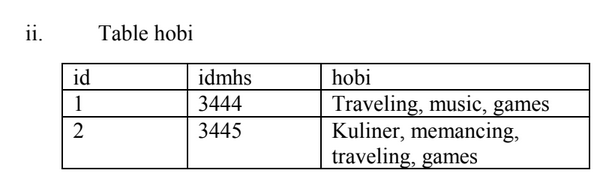 ii. Table hobi
id idmhs hobi
1 3444 Traveling, music, games
2 3445 Kuliner, memancing,
traveling, games